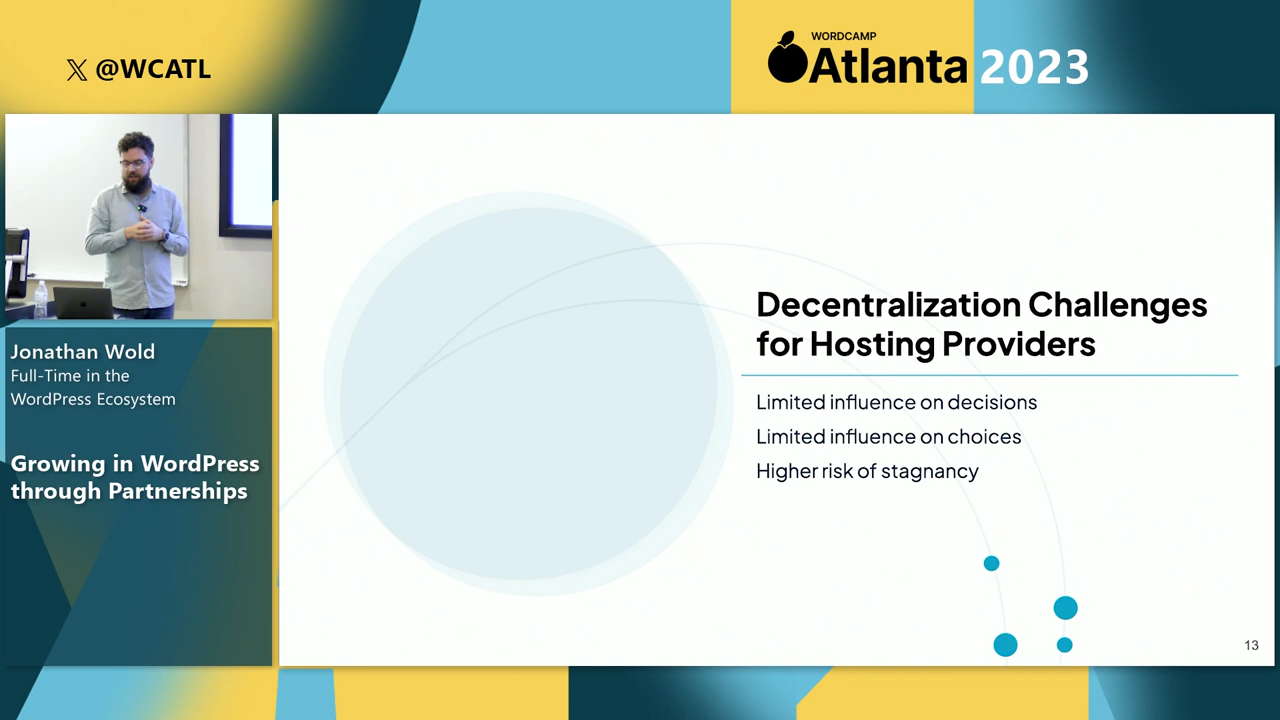 𝕏 @WCATL
WORDCAMP
Atlanta 2023
Jonathan Wold
Full-Time in the
WordPress Ecosystem
Growing in WordPress
through Partnerships
Decentralization Challenges
for Hosting Providers
Limited influence on decisions
Limited influence on choices
Higher risk of stagnancy
13